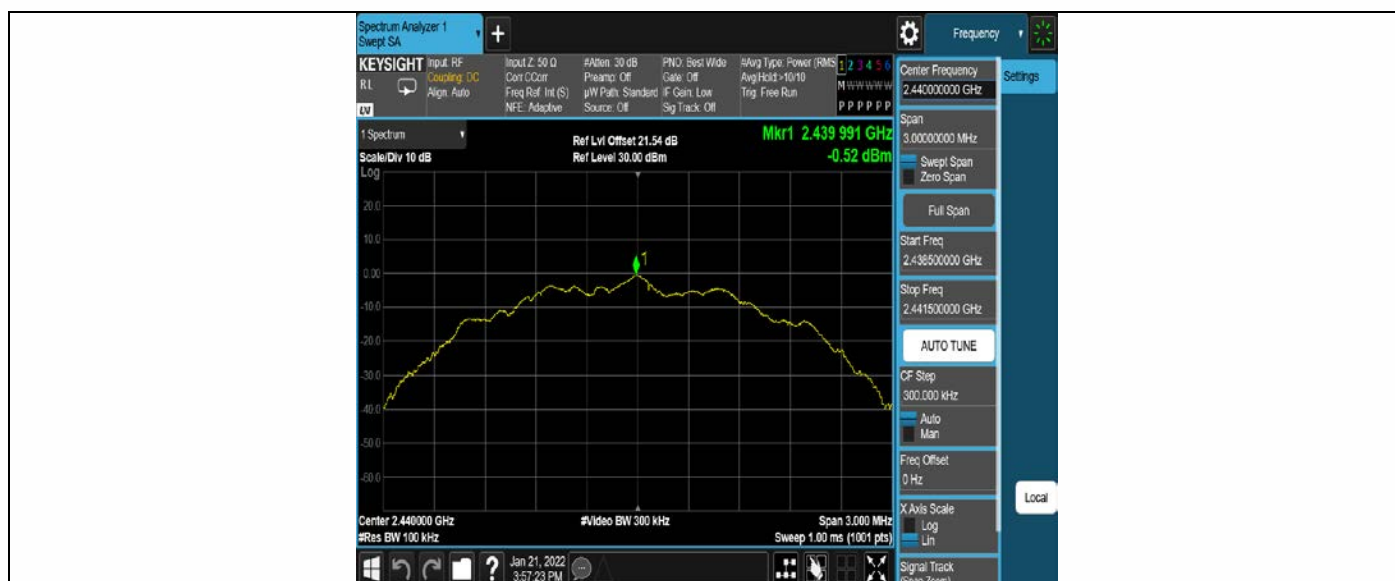 Spectrum Analyzer 1
Swept SA
+
Frequency
KEYSIGHT
RL
Input: RF
Coupling: DC
Align: Auto
Input Z: 50 Ω
Corr CCorr
Freq Ref: Int (S)
NFE: Adaptive
#Atten: 30 dB
Preamp: Off
µW Path: Standard
Source: Off
PNO: Best Wide
Gate: Off
IF Gain: Low
Sig Track: Off
#Avg Type: Power (RMS
Avg|Hold:>10/10
Trig: Free Run
1 2 3 4 5 6
M W W W W W
P P P P P P
1 Spectrum
Scale/Div 10 dB
Log
Ref Lvl Offset 21.54 dB
Ref Level 30.00 dBm
Mkr1 2.439 991 GHz
-0.52 dBm
1
20.0
10.0
0.00
-10.0
-20.0
-30.0
-40.0
-50.0
-60.0
Center 2.440000 GHz
#Res BW 100 kHz
#Video BW 300 kHz
Span 3.000 MHz
Sweep 1.00 ms (1001 pts)
Center Frequency
2.440000000 GHz
Settings
Span
3.00000000 MHz
Swept Span
Zero Span
Full Span
Start Freq
2.438500000 GHz
Stop Freq
2.441500000 GHz
AUTO TUNE
CF Step
300.000 kHz
Auto
Man
Freq Offset
0 Hz
X Axis Scale
Log
Lin
Local
Signal Track
(Span Zoom)
?
Jan 21, 2022
3:57:23 PM